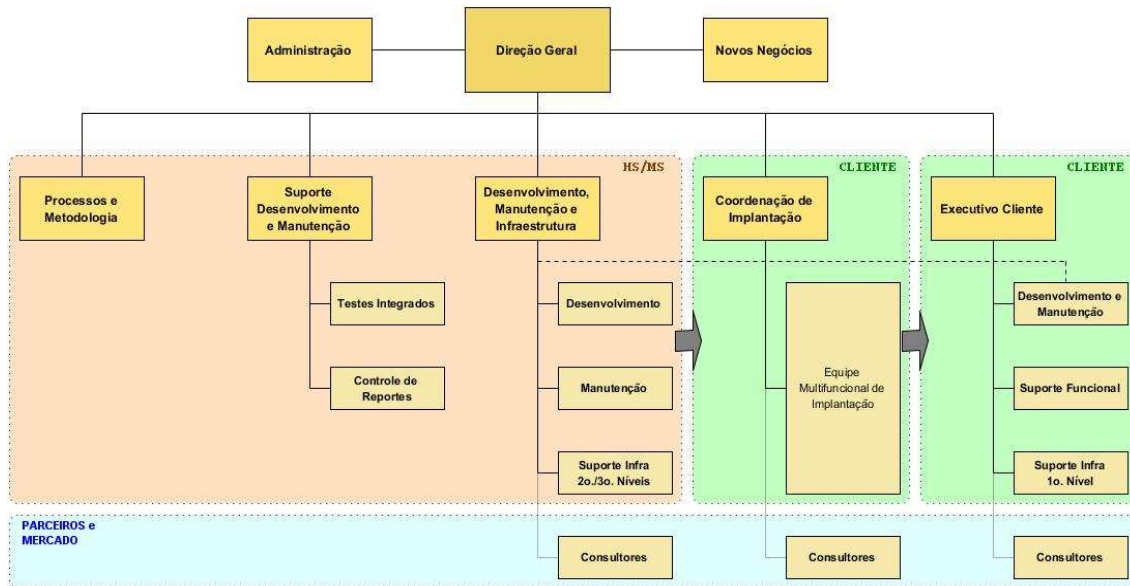 Administração
Direção Geral
Novos Negócios
HS/MS
CLIENTE
CLIENTE
Processos e
Metodologia
Suporte
Desenvolvimento
e Manutenção
Desenvolvimento,
Manutenção e
Infraestrutura
Coordenação de
Implantação
Executivo Cliente
Testes Integrados
Desenvolvimento
Desenvolvimento e
Manutenção
Controle de
Reportes
Manutenção
Equipe
Multifuncional de
Implantação
Suporte Funcional
Suporte Infra
2o./3o. Níveis
Suporte Infra
1o. Nível
PARCEIROS e
MERCADO
Consultores
Consultores
Consultores